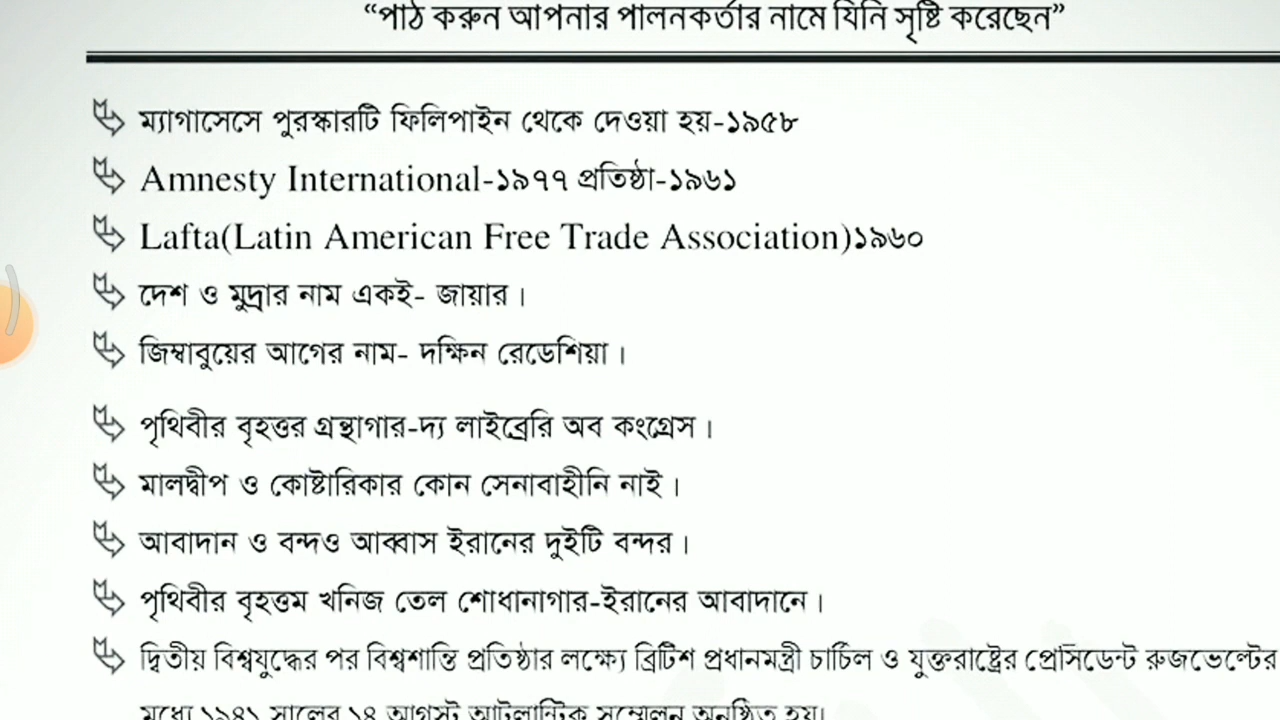 “পাঠ করুন আপনার পালনকর্তার নামে যিনি সৃষ্টি করেছেন”
ম্যাগাসেসে পুরস্কারটি ফিলিপাইন থেকে দেওয়া হয়-১৯৫৮
Amnesty International-১৯৭৭ প্রতিষ্ঠা-১৯৬১
Lafta(Latin American Free Trade Association)১৯৬০
দেশ ও মুদ্রার নাম একই- জায়ার।
জিম্বাবুয়ের আগের নাম- দক্ষিন রেডেশিয়া।
পৃথিবীর বৃহত্তর গ্রন্থাগার-দ্য লাইব্রেরি অব কংগ্রেস।
মালদ্বীপ ও কোষ্টারিকার কোন সেনাবাহীনি নাই।
আবাদান ও বন্দও আব্বাস ইরানের দুইটি বন্দর।
পৃথিবীর বৃহত্তম খনিজ তেল শোধানাগার-ইরানের আবাদানে।
দ্বিতীয় বিশ্বযুদ্ধের পর বিশ্বশান্তি প্রতিষ্ঠার লক্ষ্যে ব্রিটিশ প্রধানমন্ত্রী চার্চিল ও যুক্তরাষ্ট্রের প্রেসিডেন্ট রুজভেল্টের
মধ্যে ১৯৪১ সালের ১৪ আগস্ট আটলান্টিক সম্মেলন অনুষ্ঠিত হয়।